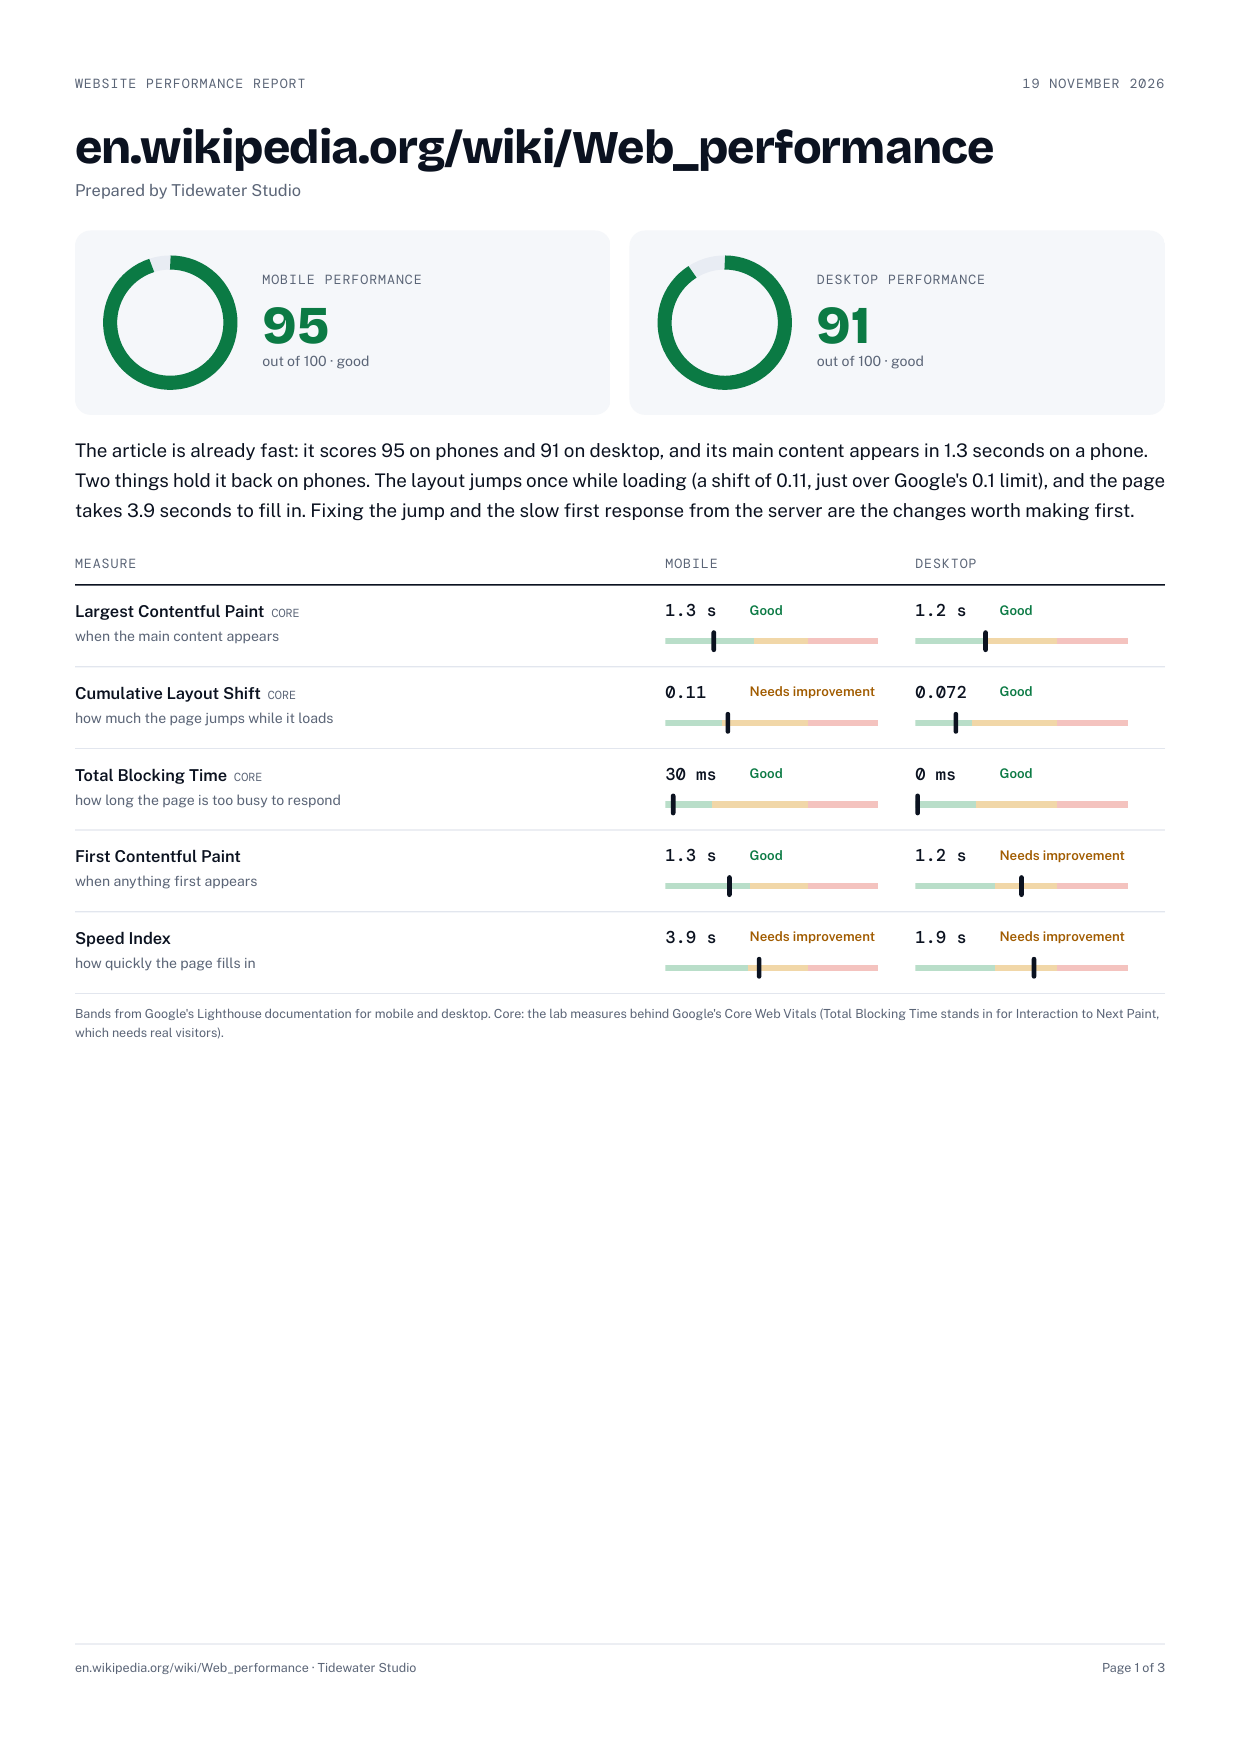 WEBSITE PERFORMANCE REPORT
19 NOVEMBER 2026
en.wikipedia.org/wiki/Web_performance
Prepared by Tidewater Studio
MOBILE PERFORMANCE
95
out of 100 · good
DESKTOP PERFORMANCE
91
out of 100 · good
The article is already fast: it scores 95 on phones and 91 on desktop, and its main content appears in 1.3 seconds on a phone.
Two things hold it back on phones. The layout jumps once while loading (a shift of 0.11, just over Google's 0.1 limit), and the page
takes 3.9 seconds to fill in. Fixing the jump and the slow first response from the server are the changes worth making first.
MEASURE MOBILE DESKTOP
Largest Contentful Paint CORE 1.3 s Good 1.2 s Good
when the main content appears
Cumulative Layout Shift CORE 0.11 Needs improvement 0.072 Good
how much the page jumps while it loads
Total Blocking Time CORE 30 ms Good 0 ms Good
how long the page is too busy to respond
First Contentful Paint 1.3 s Good 1.2 s Needs improvement
when anything first appears
Speed Index 3.9 s Needs improvement 1.9 s Needs improvement
how quickly the page fills in
Bands from Google's Lighthouse documentation for mobile and desktop. Core: the lab measures behind Google's Core Web Vitals (Total Blocking Time stands in for Interaction to Next Paint,
which needs real visitors).
en.wikipedia.org/wiki/Web_performance · Tidewater Studio
Page 1 of 3